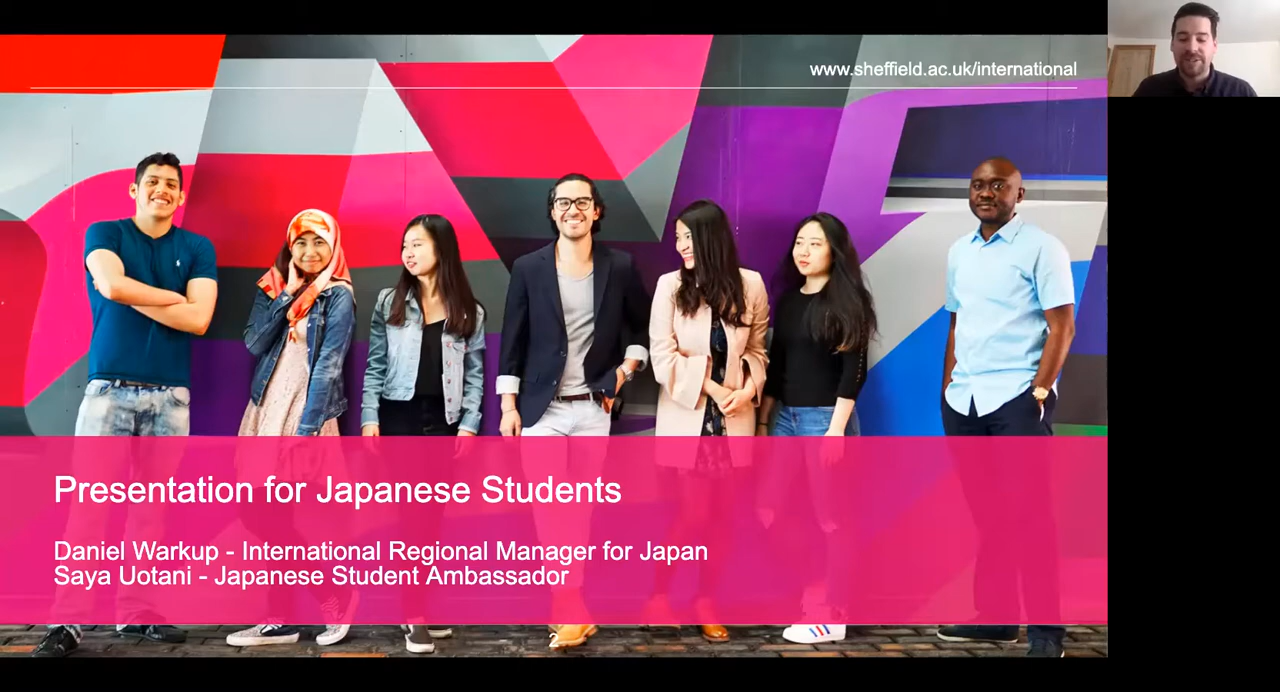 www.sheffield.ac.uk/international
Presentation for Japanese Students
Daniel Warkup - International Regional Manager for Japan
Saya Uotani - Japanese Student Ambassador